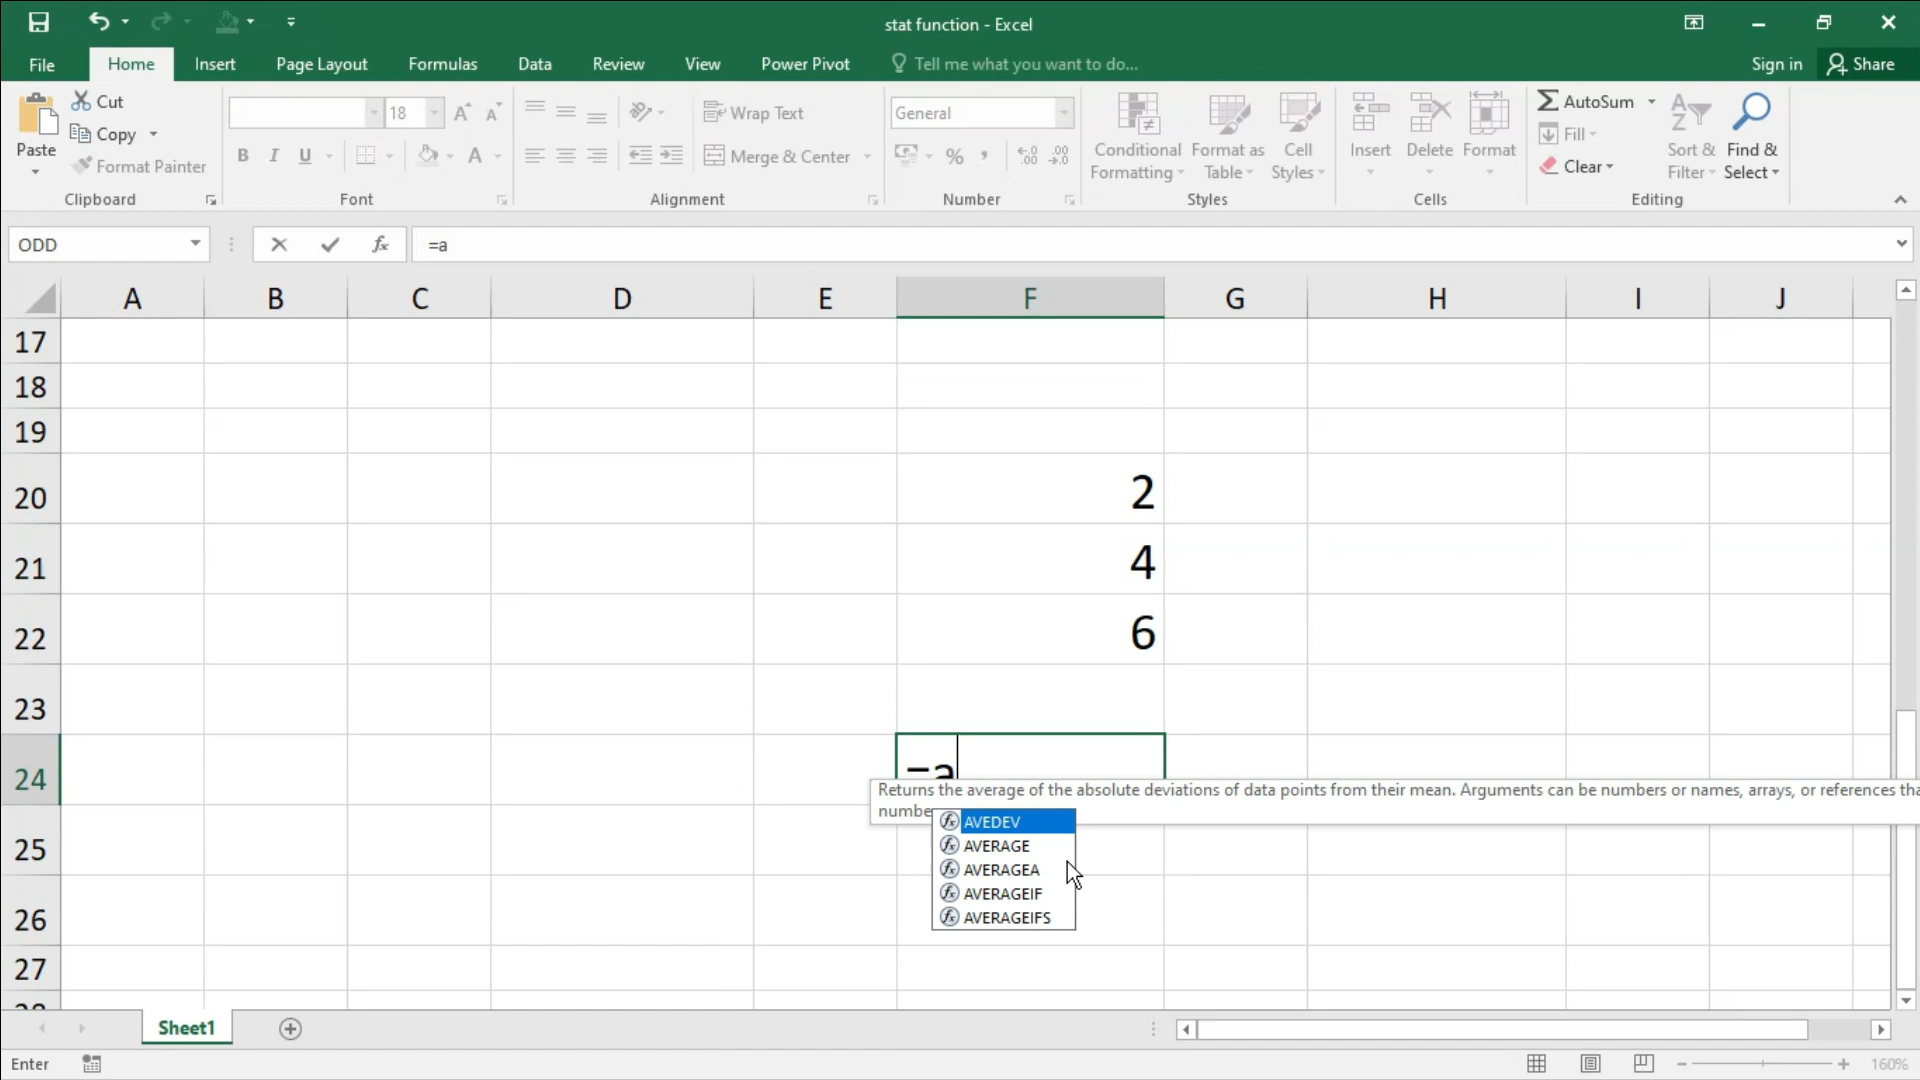 stat function - Excel
File Home Insert Page Layout Formulas Data Review View Power Pivot Tell me what you want to do... Sign in Share
Paste Cut
Copy
Format Painter
Clipboard
18
B I U A
Font
Wrap Text
Merge & Center
Alignment
General
% ,
Number
Conditional Formatting
Format as Table
Cell Styles
Styles
Insert Delete Format
Cells
AutoSum
Fill
Clear
Sort & Filter
Find & Select
Editing
ODD fx =a
A B C D E F G H I J
17
18
19
20 2
21 4
22 6
23
24 =a
Returns the average of the absolute deviations of data points from their mean. Arguments can be numbers or names, arrays, or references
AVEDEV
AVERAGE
AVERAGEA
AVERAGEIF
AVERAGEIFS
25
26
27
Sheet1
Enter 160%